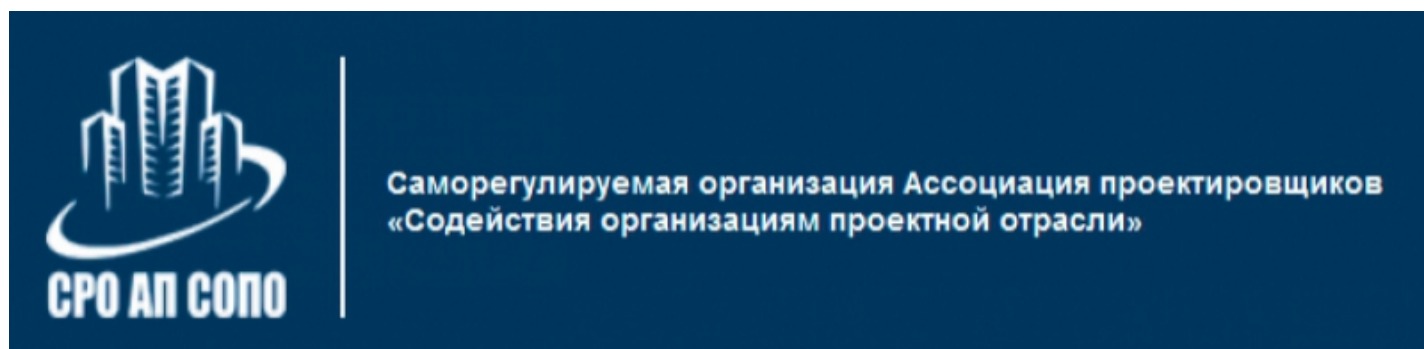 СРО АП СОПО
Саморегулируемая организация Ассоциация проектировщиков
«Содействия организациям проектной отрасли»